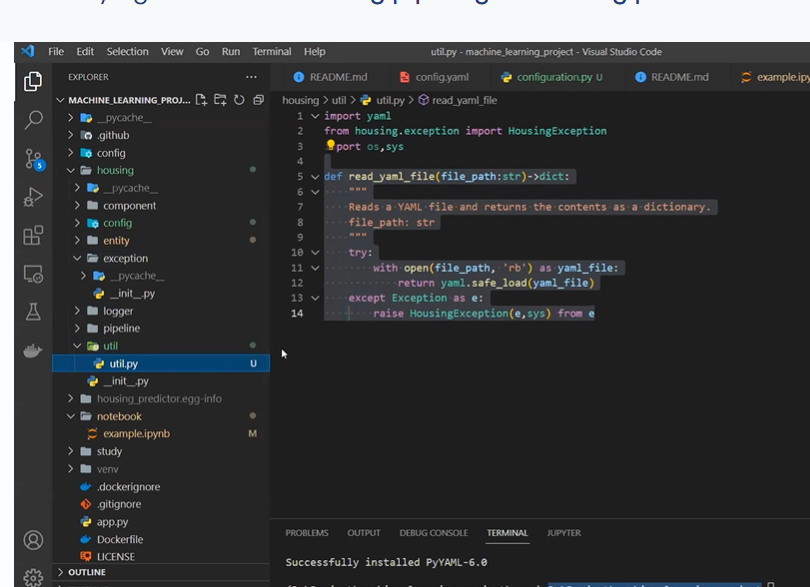 File Edit Selection View Go Run Terminal Help util.py - machine_learning_project - Visual Studio Code
EXPLORER ...
README.md config.yaml configuration.py U README.md example.ipy
MACHINE_LEARNING_PROJ...
housing > util > util.py > read_yaml_file
__pycache__
.github
config
housing
__pycache__
component
config
entity
exception
__pycache__
__init__.py
logger
pipeline
util
util.py U
__init__.py
housing_predictor.egg-info
notebook
example.ipynb M
study
venv
.dockerignore
.gitignore
app.py
Dockerfile
LICENSE
OUTLINE
5
1 import yaml
2 from housing.exception import HousingException
3 port os,sys
4
5 def read_yaml_file(file_path:str)->dict:
6 """
7 Reads a YAML file and returns the contents as a dictionary.
8 file_path: str
9 """
10 try:
11 with open(file_path, 'rb') as yaml_file:
12 return yaml.safe_load(yaml_file)
13 except Exception as e:
14 raise HousingException(e,sys) from e
PROBLEMS OUTPUT DEBUG CONSOLE TERMINAL JUPYTER
Successfully installed PyYAML-6.0